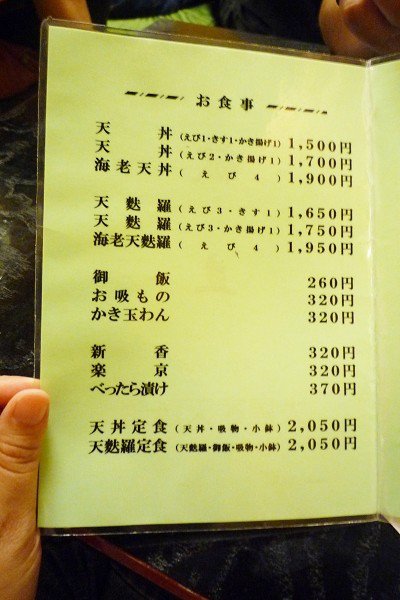 お食事
天丼(えび1・きす1・かき揚げ1) 1,500円
天丼(えび2・かき揚げ1) 1,700円
海老天丼(えび4) 1,900円
天麩羅(えび3・きす1) 1,650円
天麩羅(えび3・かき揚げ1) 1,750円
海老天麩羅(えび4) 1,950円
御飯 260円
お吸もの 320円
かき玉わん 320円
新香 320円
楽京 320円
べったら漬け 370円
天丼定食(天丼・吸物・小鉢) 2,050円
天麩羅定食(天麩羅・御飯・吸物・小鉢) 2,050円